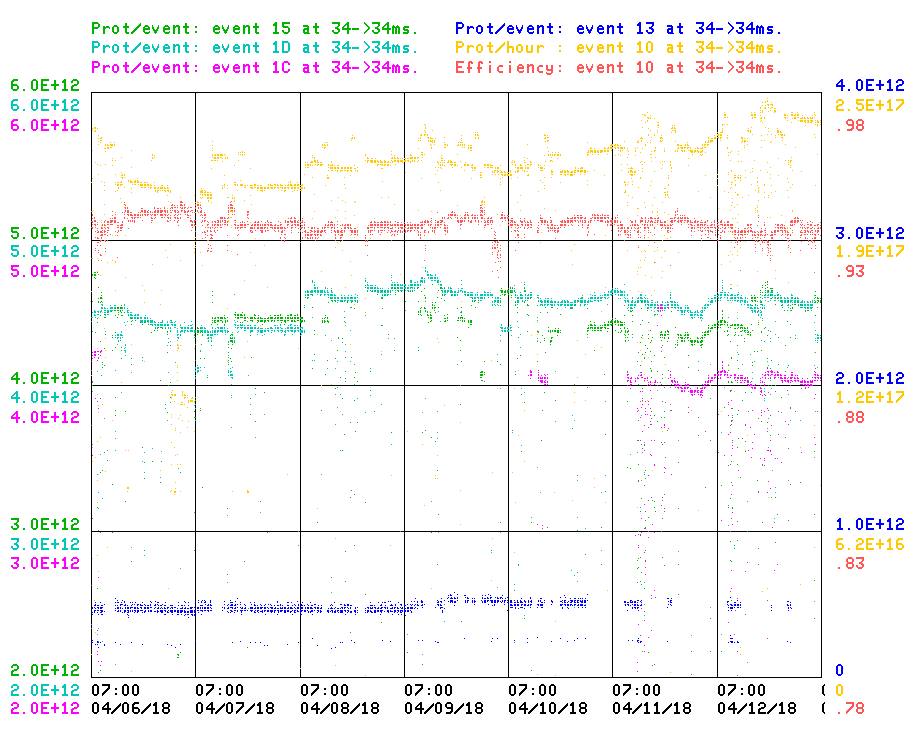 Prot/event: event 15 at 34->34ms. Prot/event: event 13 at 34->34ms.
Prot/event: event 1D at 34->34ms. Prot/hour : event 10 at 34->34ms.
Prot/event: event 1C at 34->34ms. Efficiency: event 10 at 34->34ms.
6.0E+12 4.0E+12
6.0E+12 2.5E+17
6.0E+12 .98
5.0E+12 3.0E+12
5.0E+12 1.9E+17
5.0E+12 .93
4.0E+12 2.0E+12
4.0E+12 1.2E+17
4.0E+12 .88
3.0E+12 1.0E+12
3.0E+12 6.2E+16
3.0E+12 .83
2.0E+12 0
2.0E+12 07:00 07:00 07:00 07:00 07:00 07:00 07:00 0
2.0E+12 04/06/18 04/07/18 04/08/18 04/09/18 04/10/18 04/11/18 04/12/18 .78